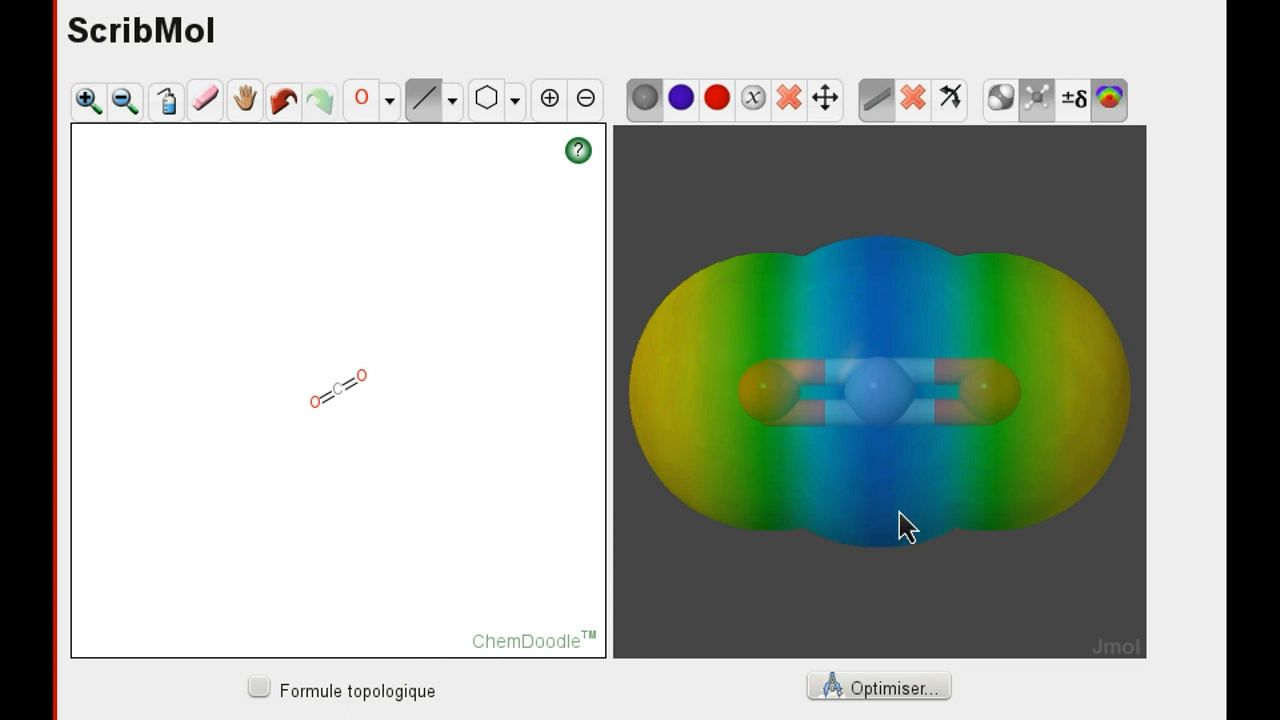 ScribMol
O
x
±δ
?
O C O
ChemDoodle™
Jmol
Formule topologique
Optimiser...